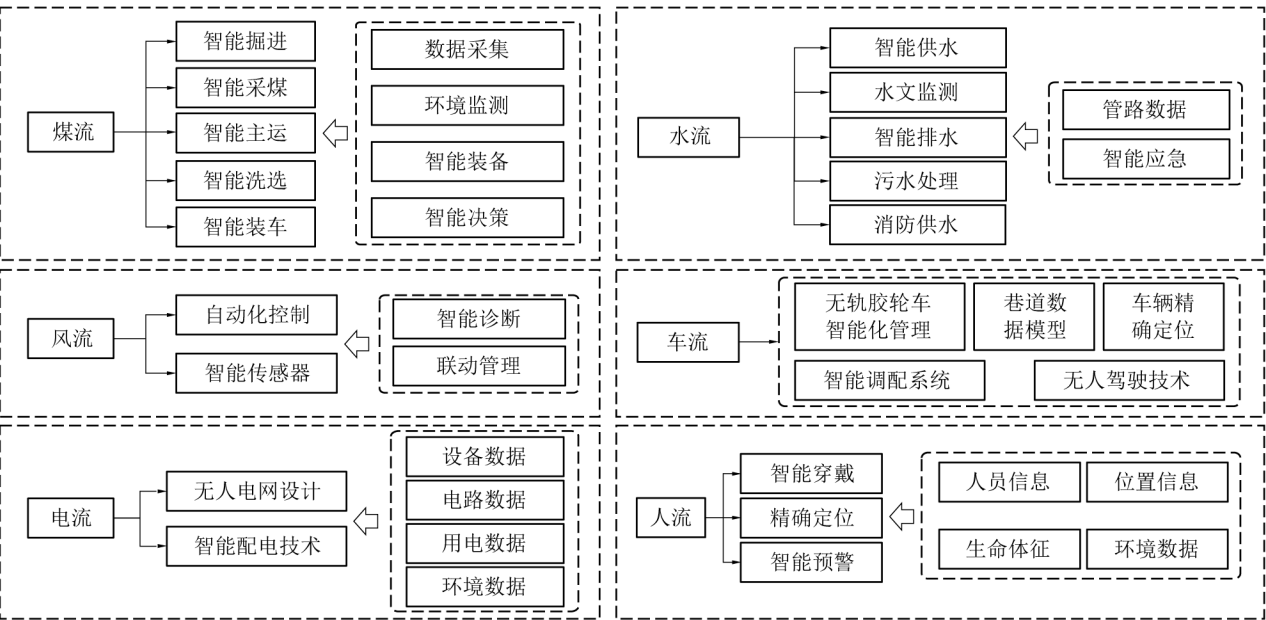 煤流
智能掘进
智能采煤
智能主运
智能洗选
智能装车
数据采集
环境监测
智能装备
智能决策
水流
智能供水
水文监测
智能排水
污水处理
消防供水
管路数据
智能应急
风流
自动化控制
智能传感器
智能诊断
联动管理
车流
无轨胶轮车
智能化管理
巷道数
据模型
车辆精
确定位
智能调配系统
无人驾驶技术
电流
无人电网设计
智能配电技术
设备数据
电路数据
用电数据
环境数据
人流
智能穿戴
精确定位
智能预警
人员信息
位置信息
生命体征
环境数据